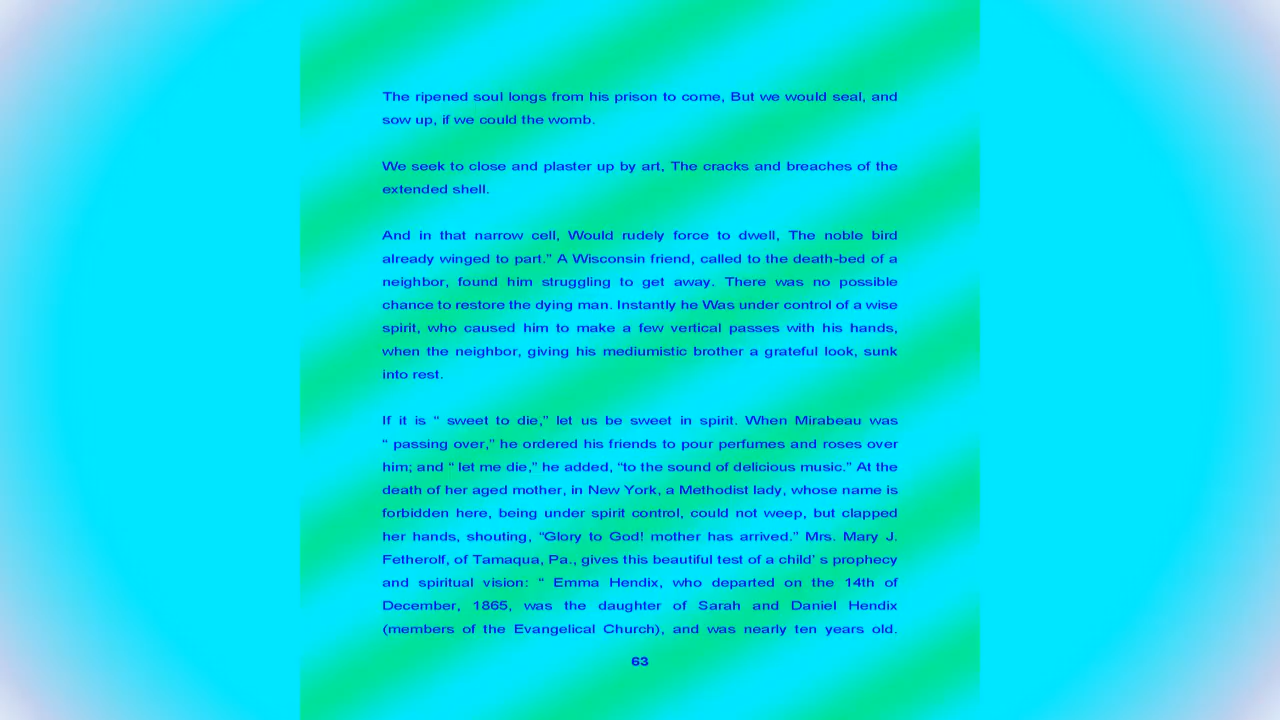 The ripened soul longs from his prison to come, But we would seal, and
sow up, if we could the womb.
We seek to close and plaster up by art, The cracks and breaches of the
extended shell.
And in that narrow cell, Would rudely force to dwell, The noble bird
already winged to part.” A Wisconsin friend, called to the death-bed of a
neighbor, found him struggling to get away. There was no possible
chance to restore the dying man. Instantly he Was under control of a wise
spirit, who caused him to make a few vertical passes with his hands,
when the neighbor, giving his mediumistic brother a grateful look, sunk
into rest.
If it is “ sweet to die,” let us be sweet in spirit. When Mirabeau was
“ passing over,” he ordered his friends to pour perfumes and roses over
him; and “ let me die,” he added, “to the sound of delicious music.” At the
death of her aged mother, in New York, a Methodist lady, whose name is
forbidden here, being under spirit control, could not weep, but clapped
her hands, shouting, “Glory to God! mother has arrived.” Mrs. Mary J.
Fetherolf, of Tamaqua, Pa., gives this beautiful test of a child’ s prophecy
and spiritual vision: “ Emma Hendix, who departed on the 14th of
December, 1865, was the daughter of Sarah and Daniel Hendix
(members of the Evangelical Church), and was nearly ten years old.
63